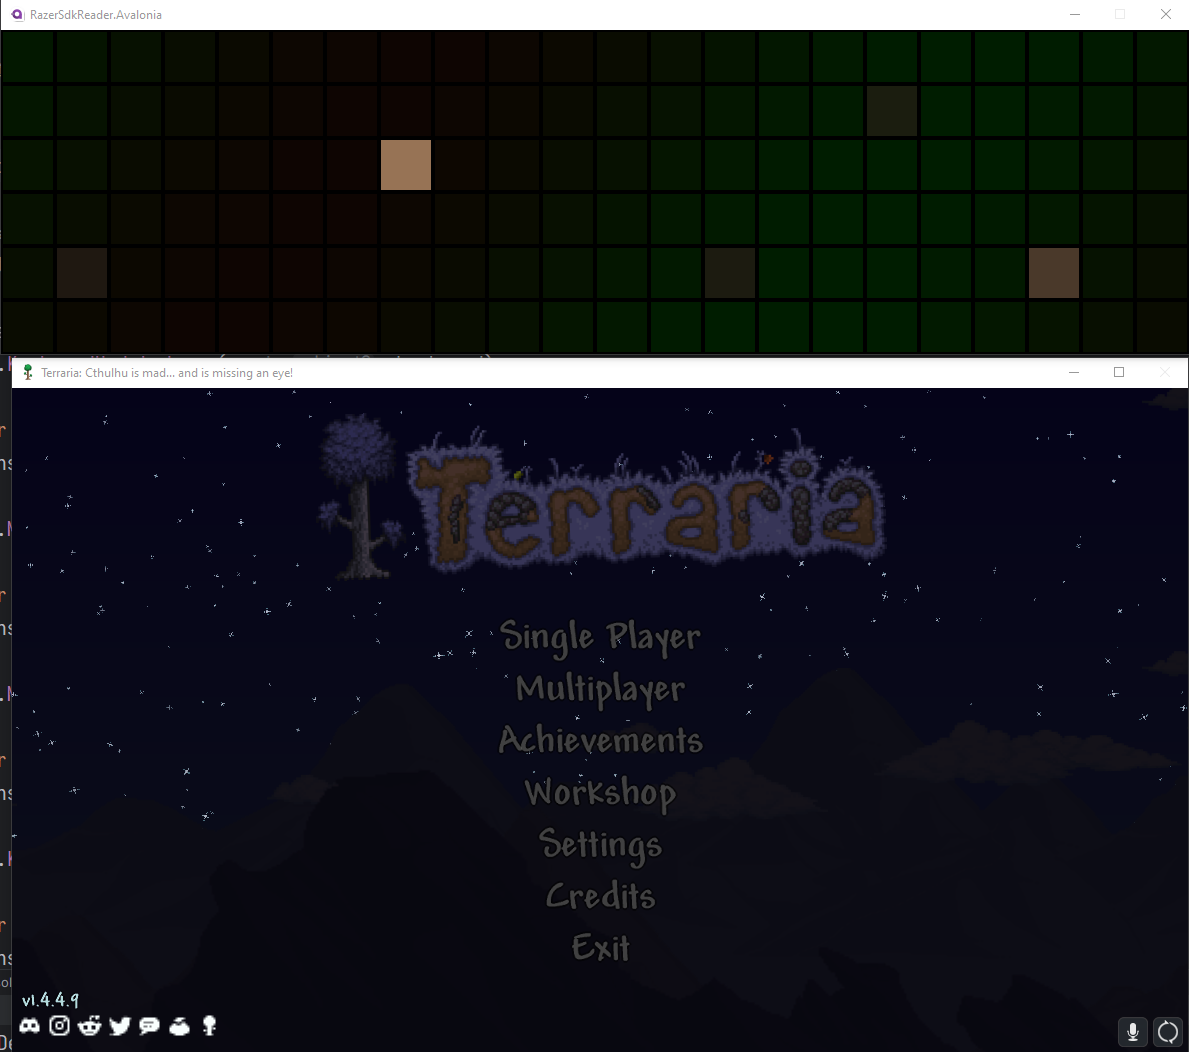 RazerSdkReader.Avalonia
Terraria: Cthulhu is mad... and is missing an eye!
Terraria
Single Player
Multiplayer
Achievements
Workshop
Settings
Credits
Exit
v1.4.4.9